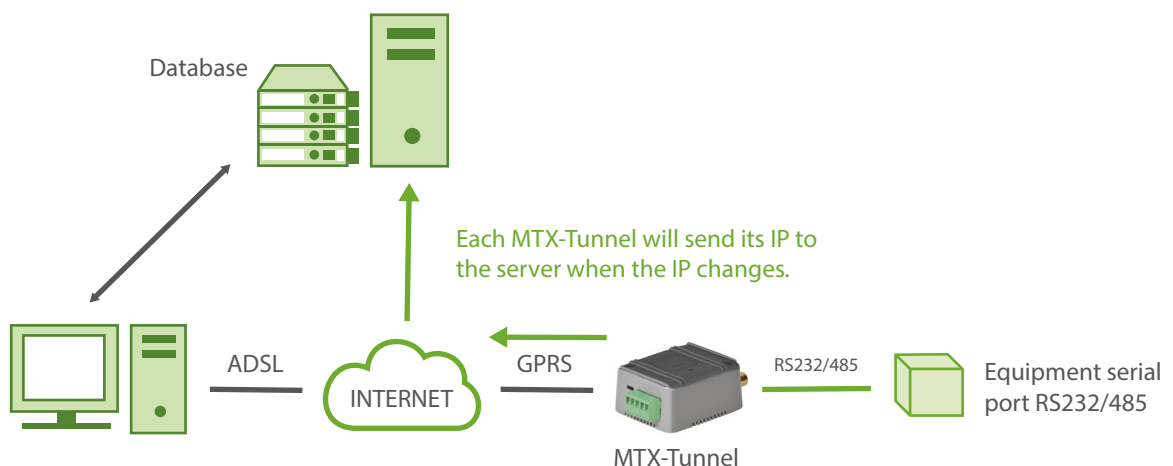 Database
Each MTX-Tunnel will send its IP to
the server when the IP changes.
ADSL
INTERNET
GPRS
RS232/485
Equipment serial
port RS232/485
MTX-Tunnel